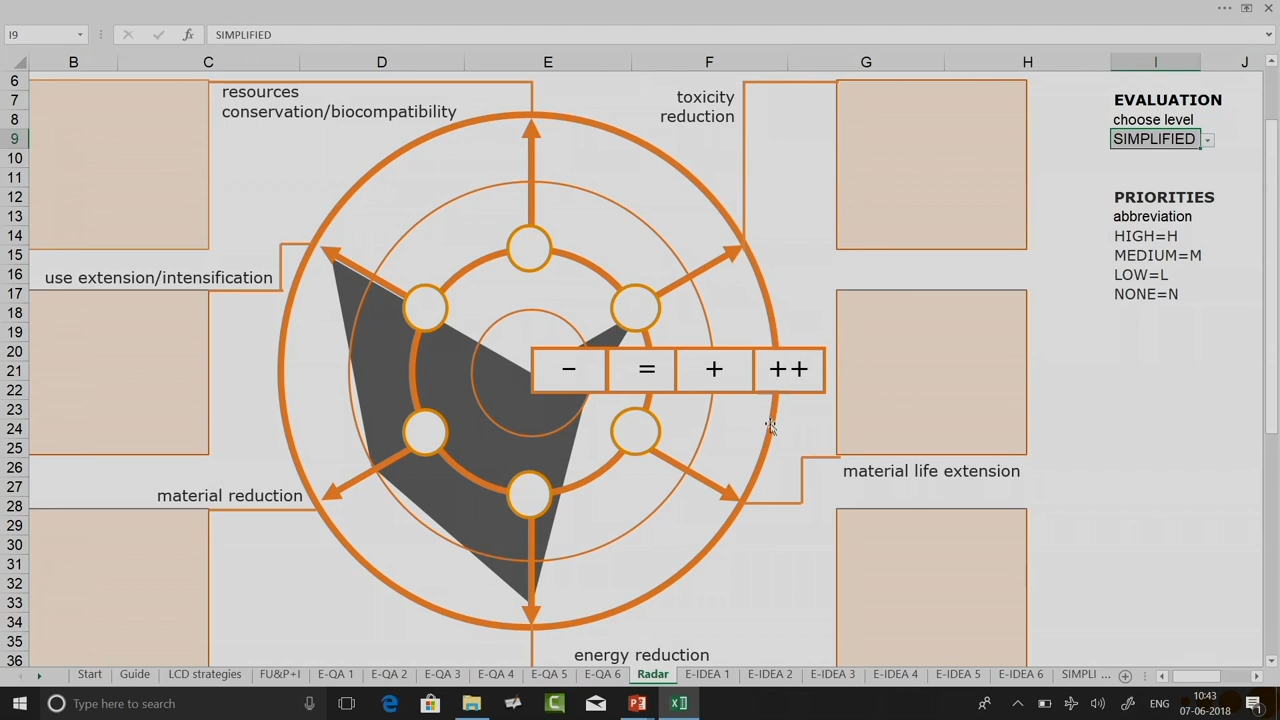 I9
SIMPLIFIED
B C D E F G H I J
6
7
8
9
10
11
12
13
14
15
16
17
18
19
20
21
22
23
24
25
26
27
28
29
30
31
32
33
34
35
36
resources
conservation/biocompatibility
toxicity
reduction
use extension/intensification
- = + ++
material life extension
material reduction
energy reduction
EVALUATION
choose level
SIMPLIFIED
PRIORITIES
abbreviation
HIGH=H
MEDIUM=M
LOW=L
NONE=N
Start Guide LCD strategies FU&P+I E-QA 1 E-QA 2 E-QA 3 E-QA 4 E-QA 5 E-QA 6 Radar E-IDEA 1 E-IDEA 2 E-IDEA 3 E-IDEA 4 E-IDEA 5 E-IDEA 6 SIMPLI ...
Type here to search
ENG
10:43
07-06-2018
1